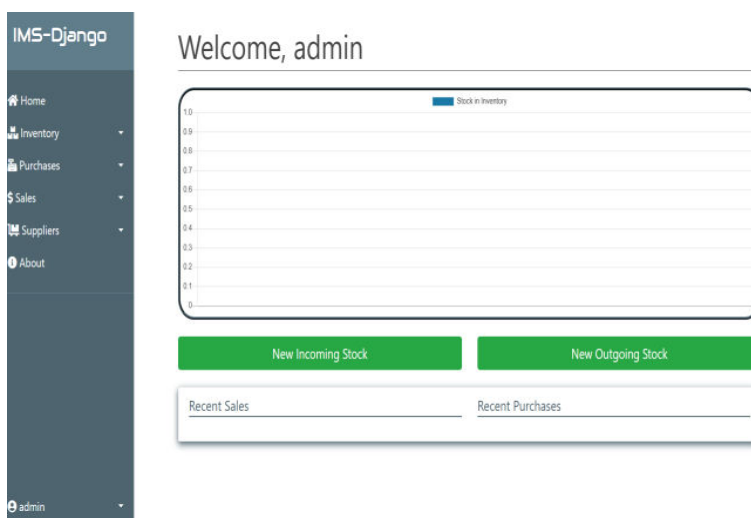 IMS-Django
Home
Inventory
Purchases
Sales
Suppliers
About
admin
Welcome, admin
Stock in Inventory
1.0
0.9
0.8
0.7
0.6
0.5
0.4
0.3
0.2
0.1
0
New Incoming Stock
New Outgoing Stock
Recent Sales
Recent Purchases